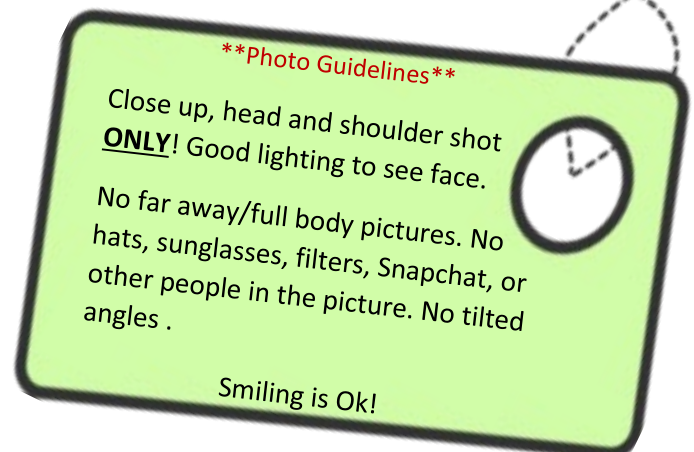 **Photo Guidelines**
Close up, head and shoulder shot
ONLY! Good lighting to see face.
No far away/full body pictures. No
hats, sunglasses, filters, Snapchat, or
other people in the picture. No tilted
angles .
Smiling is Ok!